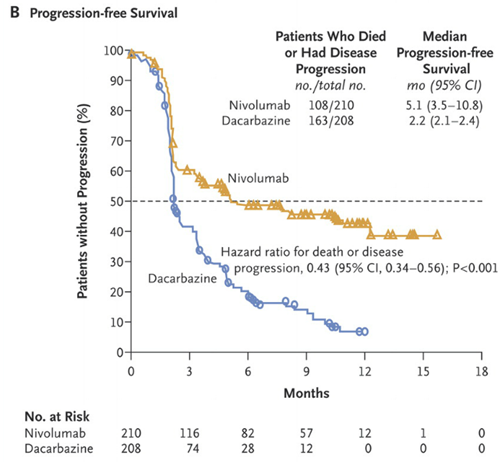 B Progression-free Survival
Patients Who Died
or Had Disease
Progression
no./total no.
Median
Progression-free
Survival
mo (95% CI)
Nivolumab 108/210 5.1 (3.5–10.8)
Dacarbazine 163/208 2.2 (2.1–2.4)
Patients without Progression (%)
100
90
80
70
60
50
40
30
20
10
0
Nivolumab
Hazard ratio for death or disease
progression, 0.43 (95% CI, 0.34–0.56); P<0.001
Dacarbazine
0 3 6 9 12 15 18
Months
No. at Risk
Nivolumab 210 116 82 57 12 1 0
Dacarbazine 208 74 28 12 0 0 0